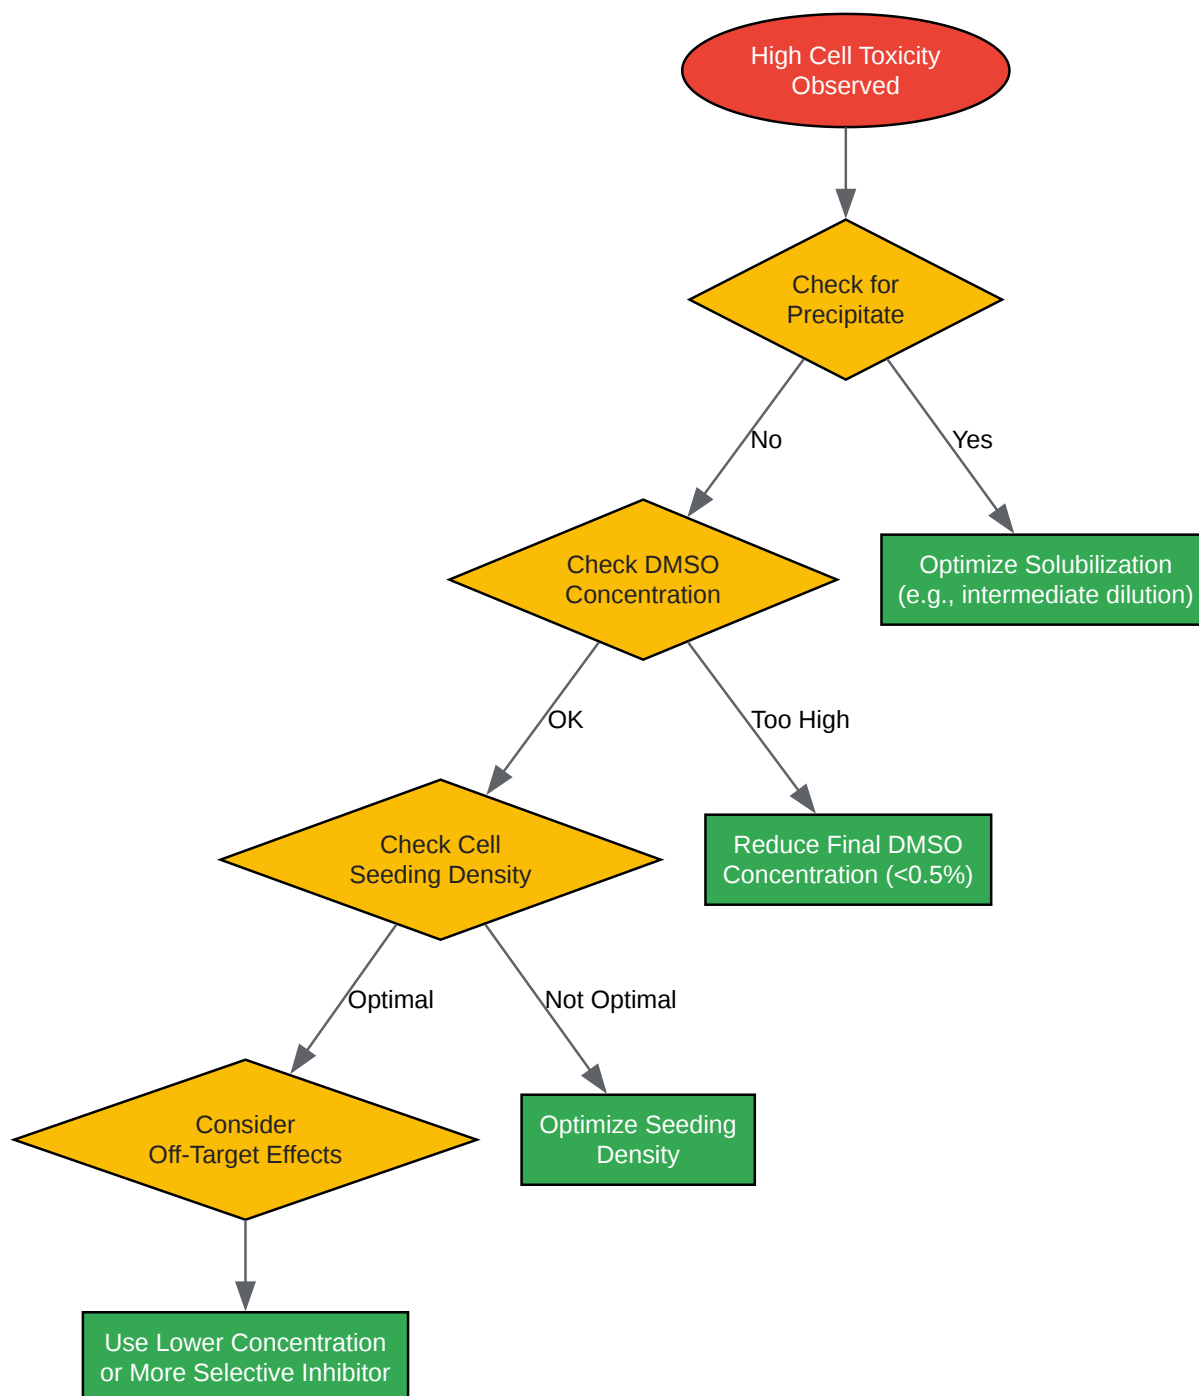 High Cell Toxicity
Observed
Check for
Precipitate
No
Yes
Check DMSO
Concentration
Optimize Solubilization
(e.g., intermediate dilution)
OK
Too High
Check Cell
Seeding Density
Reduce Final DMSO
Concentration (<0.5%)
Optimal
Not Optimal
Consider
Off-Target Effects
Optimize Seeding
Density
Use Lower Concentration
or More Selective Inhibitor